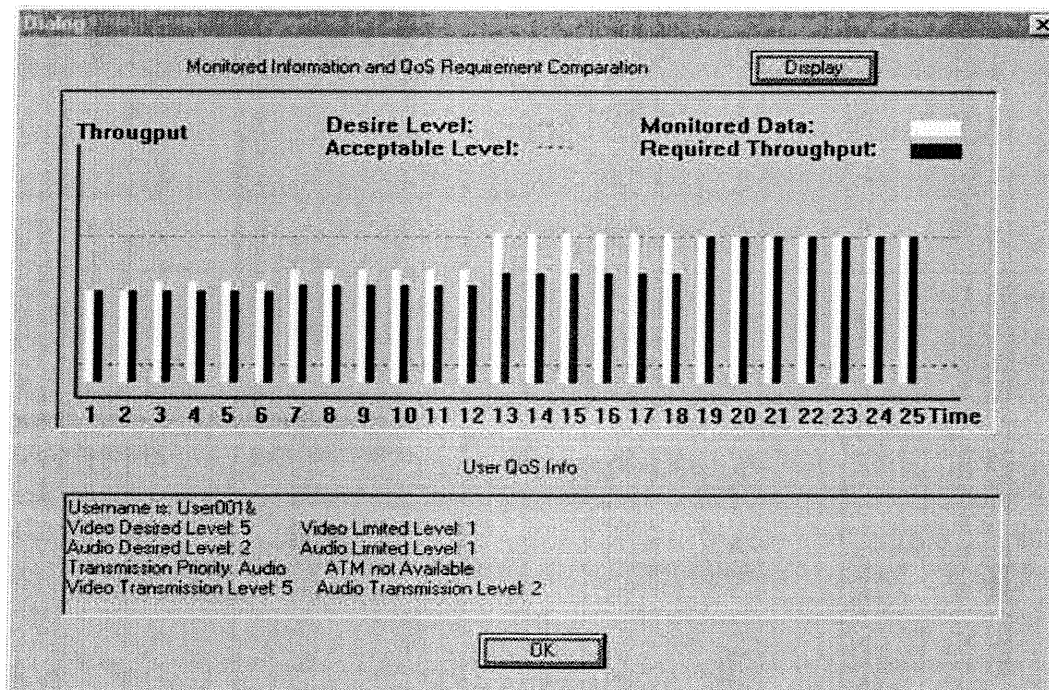 Dialog
Monitored Information and QoS Requirement Comparation
Display
Througput
Desire Level:
Monitored Data:
Acceptable Level: ----
Required Throughput:
1 2 3 4 5 6 7 8 9 10 11 12 13 14 15 16 17 18 19 20 21 22 23 24 25 Time
User QoS Info
Username is: User001&
Video Desired Level: 5 Video Limited Level: 1
Audio Desired Level: 2 Audio Limited Level: 1
Transmission Priority: Audio ATM not Available
Video Transmission Level: 5 Audio Transmission Level: 2
OK